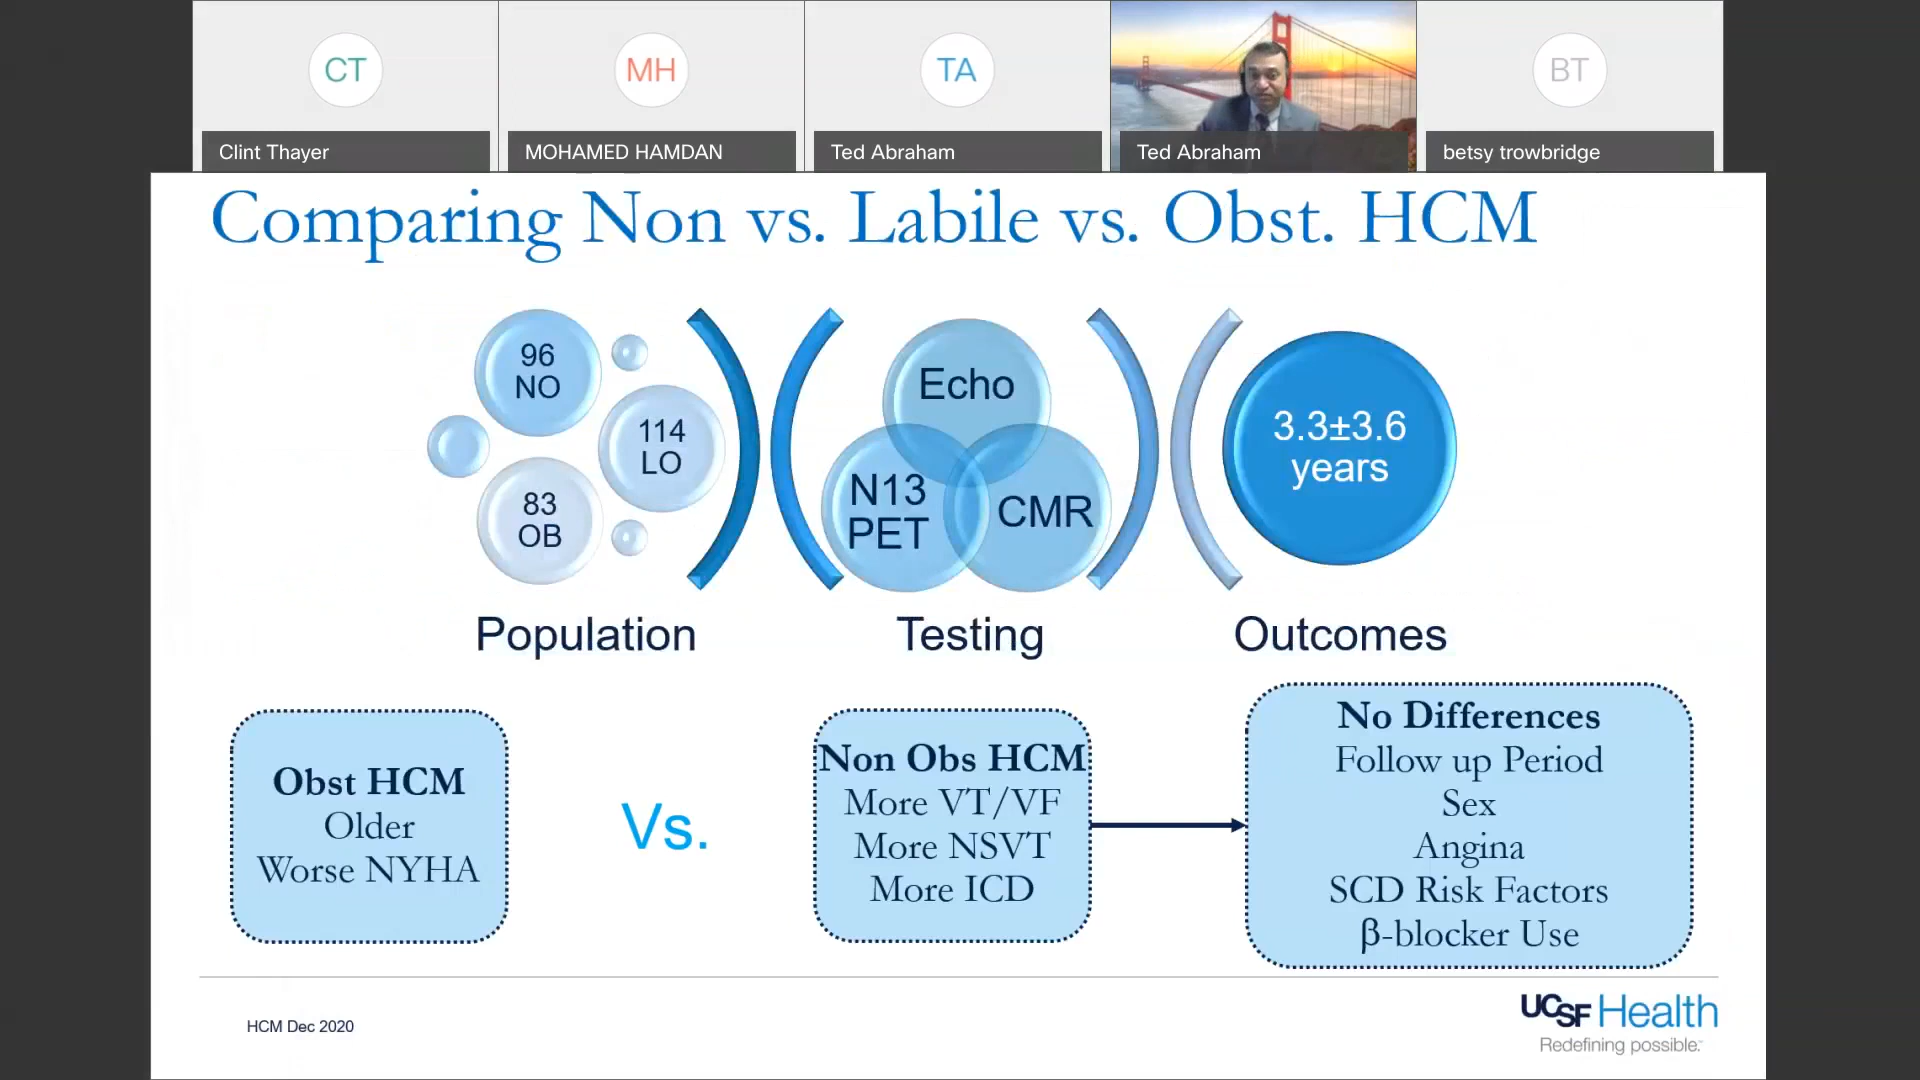 CT
MH
TA
BT
Clint Thayer
MOHAMED HAMDAN
Ted Abraham
Ted Abraham
betsy trowbridge
Comparing Non vs. Labile vs. Obst. HCM
96
NO
114
LO
83
OB
Echo
N13
PET
CMR
3.3±3.6
years
Population
Testing
Outcomes
Obst HCM
Older
Worse NYHA
Vs.
Non Obs HCM
More VT/VF
More NSVT
More ICD
No Differences
Follow up Period
Sex
Angina
SCD Risk Factors
β-blocker Use
HCM Dec 2020
UCSF Health
Redefining possible.™